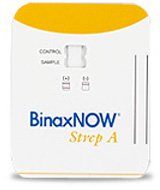 CONTROL
SAMPLE
(+) (-)
BinaxNOW®
Strep A